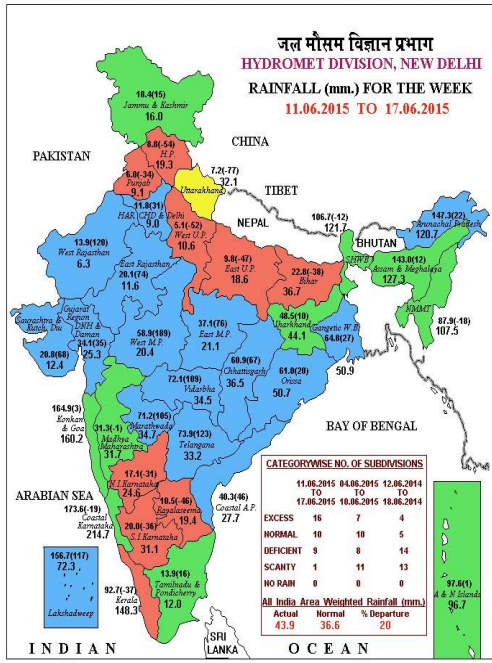 जल मौसम विज्ञान प्रभाग
HYDROMET DIVISION, NEW DELHI
RAINFALL (mm.) FOR THE WEEK
11.06.2015 TO 17.06.2015
18.4(15)
Jammu & Kashmir
16.0
CHINA
8.8(-54)
H.P.
19.3
PAKISTAN
6.0(-34)
Punjab
9.1
7.2(-77)
32.1
Uttarakhand
TIBET
11.8(31)
HAR. CHD & Delhi
9.0
NEPAL
5.1(-52)
West U.P.
10.6
106.7(-12)
121.7
BHUTAN
147.3(22)
Arunachal Pradesh
120.7
13.9(120)
West Rajasthan
6.3
East Rajasthan
20.1(74)
11.6
9.8(-47)
East U.P.
18.6
22.8(-38)
Bihar
36.7
SHWB
143.0(12)
Assam & Meghalaya
127.3
NMMT
87.9(-18)
107.5
Saurashtra &
Kutch, Diu
20.8(68)
12.4
Gujarat
Region
DNH &
Daman
34.1(35)
25.3
58.9(189)
West M.P.
20.4
37.1(76)
East M.P.
21.1
48.5(10)
Jharkhand
44.1
Gangetic W.B.
64.8(27)
50.9
60.9(67)
Chhattisgarh
36.5
61.0(20)
Orissa
50.7
72.1(109)
Vidarbha
34.5
164.9(3)
Konkan
& Goa
160.2
31.3(-1)
Madhya
Maharashtra
31.7
71.2(105)
Marathwada
34.7
73.9(123)
Telangana
33.2
BAY OF BENGAL
ARABIAN SEA
17.1(-31)
N.I.Karnataka
24.6
10.5(-46)
Rayalaseema
19.4
40.3(46)
Coastal A.P.
27.7
173.6(-19)
Coastal
Karnataka
214.7
20.0(-36)
S.I.Karnataka
31.1
156.7(117)
72.3
Lakshadweep
92.7(-37)
Kerala
148.3
13.9(16)
Tamilnadu &
Pondicherry
12.0
97.6(1)
A & N Islands
96.7
CATEGORYWISE NO. OF SUBDIVISIONS
11.06.2015 04.06.2015 12.06.2014
TO TO TO
17.06.2015 10.06.2015 18.06.2014
EXCESS 16 7 4
NORMAL 10 10 5
DEFICIENT 9 8 14
SCANTY 1 11 13
NO RAIN 0 0 0
All India Area Weighted Rainfall (mm.)
Actual Normal % Departure
43.9 36.6 20
SRI
LANKA
INDIAN OCEAN